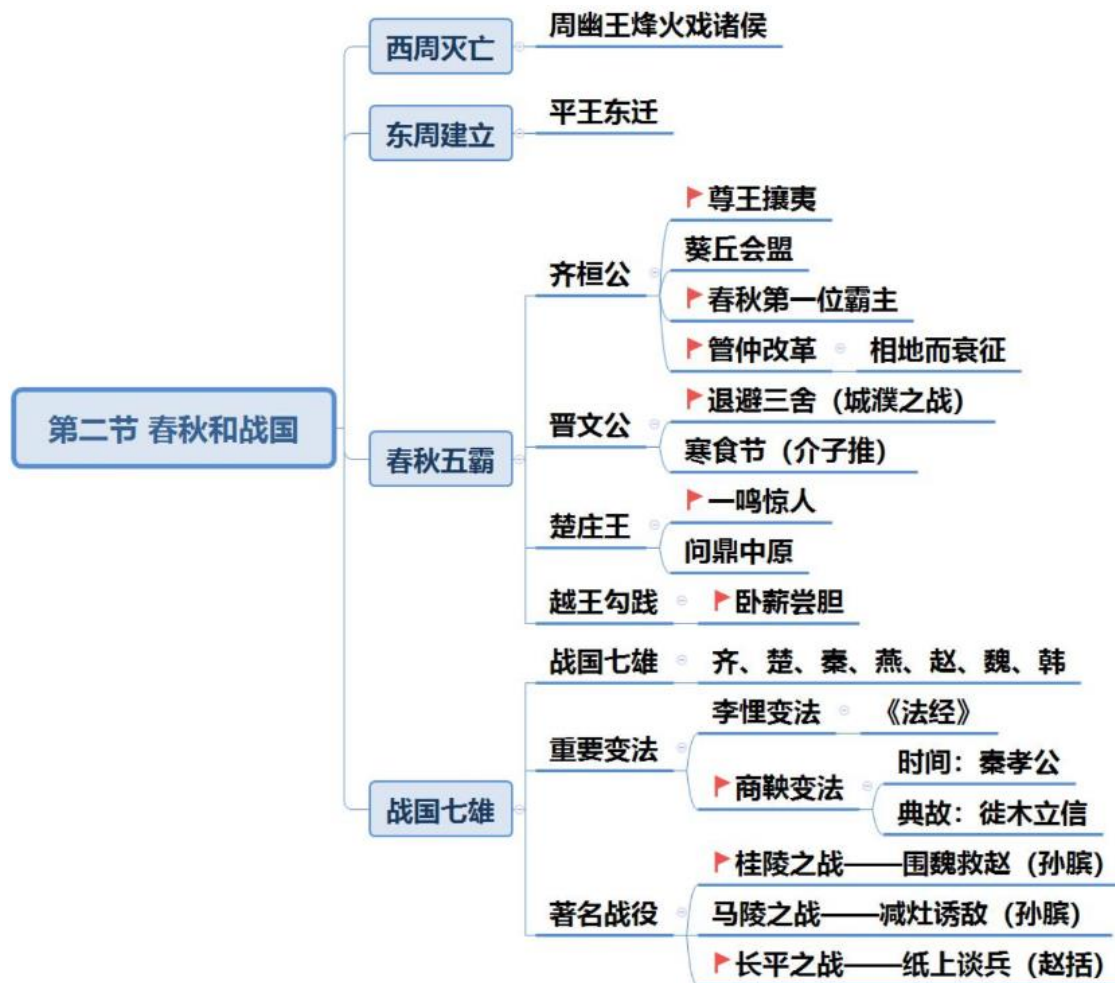 周幽王烽火戏诸侯
西周灭亡
平王东迁
东周建立
尊王攘夷
葵丘会盟
齐桓公
春秋第一位霸主
管仲改革 相地而衰征
退避三舍（城濮之战）
第二节 春秋和战国
晋文公
春秋五霸
寒食节（介子推）
一鸣惊人
楚庄王
问鼎中原
越王勾践 卧薪尝胆
战国七雄 齐、楚、秦、燕、赵、魏、韩
李悝变法 《法经》
重要变法
时间：秦孝公
商鞅变法
战国七雄
典故：徙木立信
桂陵之战——围魏救赵（孙膑）
著名战役
马陵之战——减灶诱敌（孙膑）
长平之战——纸上谈兵（赵括）